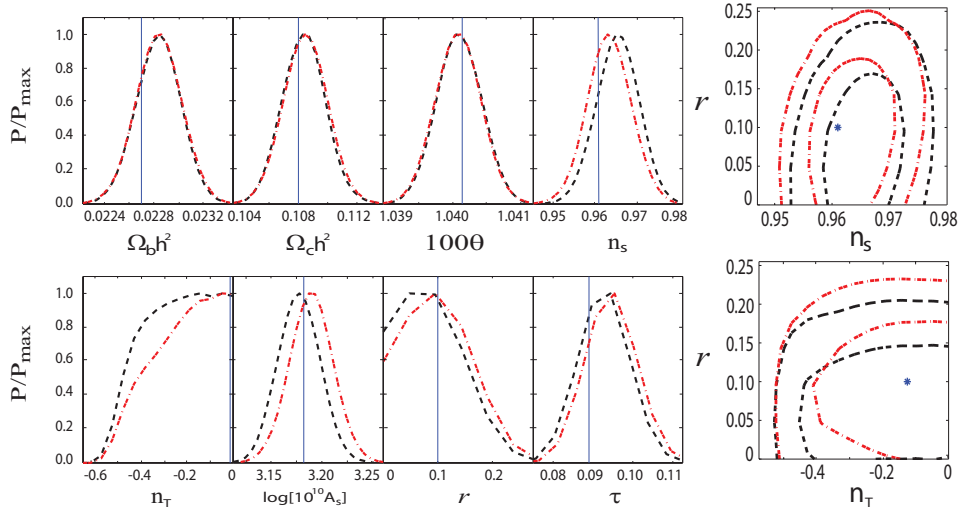 P/Pmax
1.0
0.8
0.6
0.4
0.2
0.0
0.0224 0.0228 0.0232
Ωbh²
0.104 0.108 0.112
Ωch²
1.039 1.040 1.041
100θ
0.95 0.96 0.97 0.98
ns
r
0.25
0.20
0.15
0.10
0.05
0
0.95 0.96 0.97 0.98
ns
P/Pmax
1.0
0.8
0.6
0.4
0.2
0.0
-0.6 -0.4 -0.2 0
nT
3.15 3.20 3.25
log[10¹⁰As]
0 0.1 0.2
r
0.08 0.09 0.10 0.11
τ
r
0.25
0.20
0.15
0.10
0.05
0
-0.4 -0.2 0
nT